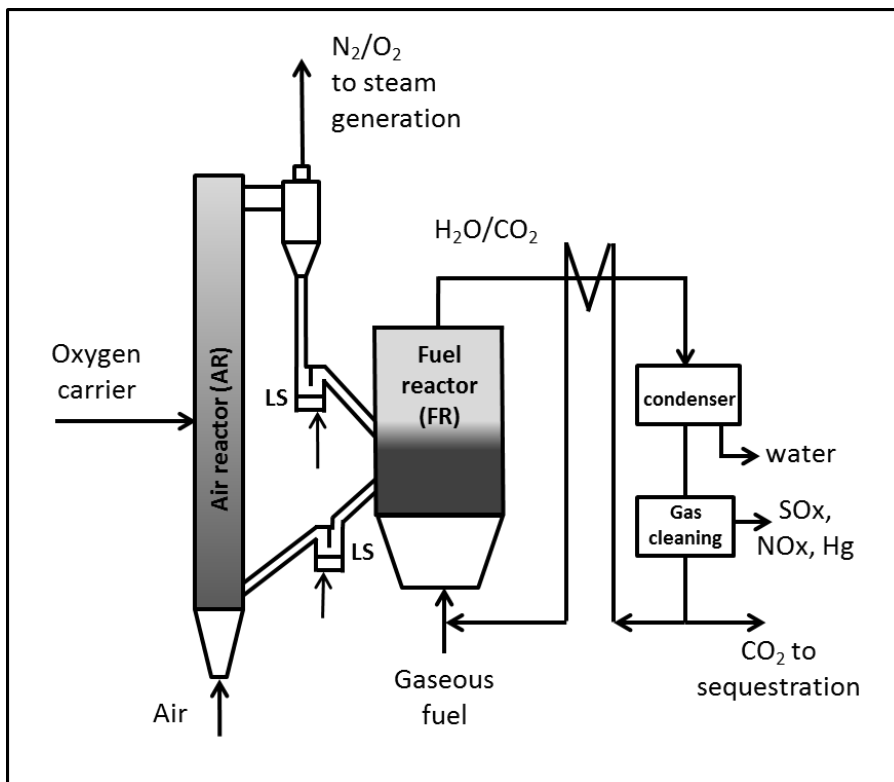 N₂/O₂
to steam
generation
H₂O/CO₂
Oxygen
carrier
Air reactor (AR)
LS
Fuel
reactor
(FR)
condenser
water
Gas
cleaning
SOx,
NOx, Hg
LS
CO₂ to
sequestration
Gaseous
fuel
Air